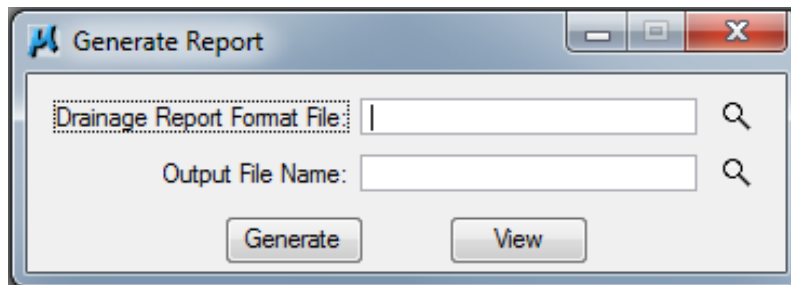 Generate Report
Drainage Report Format File:
Output File Name:
Generate View